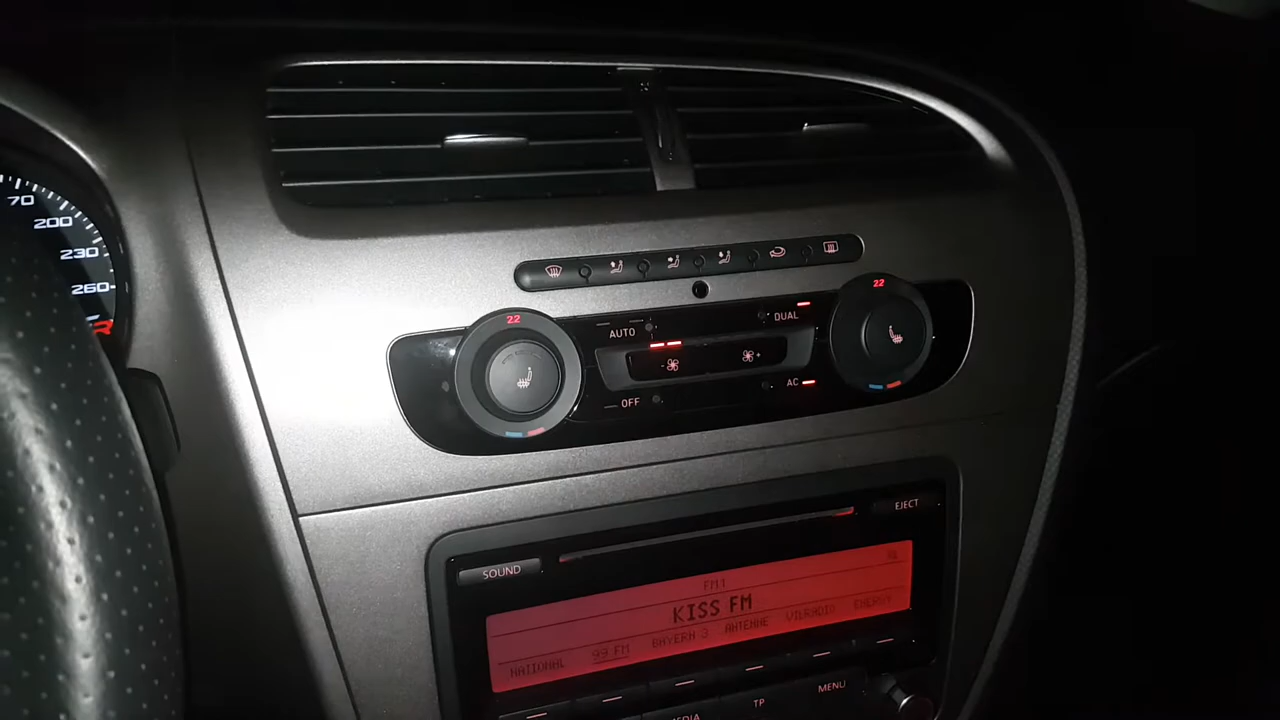 70
200
230
260
R
22
22
AUTO
DUAL
- +
AC
OFF
EJECT
SOUND
FM1
KISS FM
NATIONAL 99 FM BAYERN 3 ANTENNE VILRADIO ENERGY
MENU
TP